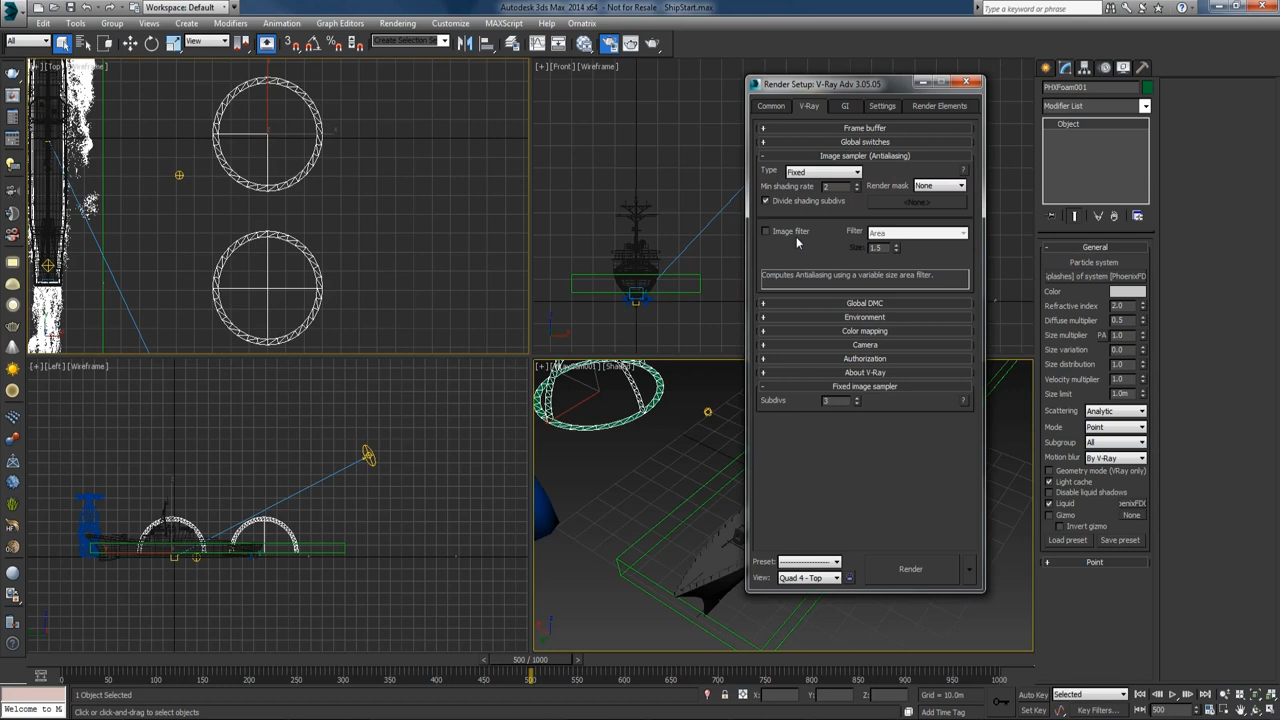 Workspace: Default
Autodesk 3ds Max 2014 x64 - Not for Resale ShipStart.max
Type a keyword or phrase
Edit Tools Group Views Create Modifiers Animation Graph Editors Rendering Customize MAXScript Help Ornatrix
All
View
Create Selection Se
[+][Top][Wireframe]
[+][Front][Wireframe]
[+][Left][Wireframe]
Render Setup: V-Ray Adv 3.05.05
Common V-Ray GI Settings Render Elements
+ Frame buffer
+ Global switches
- Image sampler (Antialiasing)
Type Fixed ?
Min shading rate 2 Render mask None
Divide shading subdivs <None>
Image filter Filter Area
Size: 1.5
Computes Antialiasing using a variable size area filter.
+ Global DMC
+ Environment
+ Color mapping
+ Camera
+ Authorization
+ About V-Ray
- Fixed image sampler
Subdivs 3 ?
Preset: --------------------
View: Quad 4 - Top
Render
PHXFoam001
Modifier List
Object
- General
Particle system
iplashes) of system [PhoenixFD
Color
Refractive index 2.0
Diffuse multiplier 0.5
Size multiplier PA 1.0
Size variation 0.0
Size distribution 1.0
Velocity multiplier 1.0
Size limit 1.0m
Scattering Analytic
Mode Point
Subgroup All
Motion blur By V-Ray
Geometry mode (VRay only)
Light cache
Disable liquid shadows
Liquid ›enixFDX
Gizmo None
Invert gizmo
Load preset Save preset
+ Point
500 / 1000
0 50 100 150 200 250 300 350 400 450 500 550 600 650 700 750 800 850 900 950 1000
1 Object Selected
X: Y: Z: Grid = 10.0m
Auto Key Selected
Welcome to M
Click or click-and-drag to select objects
Add Time Tag
Set Key Key Filters... 500